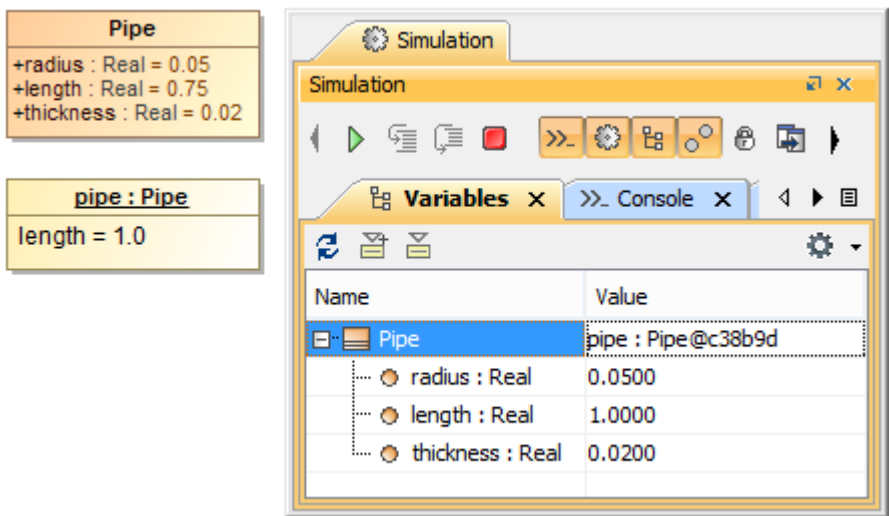 Pipe
+radius : Real = 0.05
+length : Real = 0.75
+thickness : Real = 0.02
pipe : Pipe
length = 1.0
Simulation
Simulation
Variables Console
Name Value
Pipe pipe : Pipe@c38b9d
radius : Real 0.0500
length : Real 1.0000
thickness : Real 0.0200